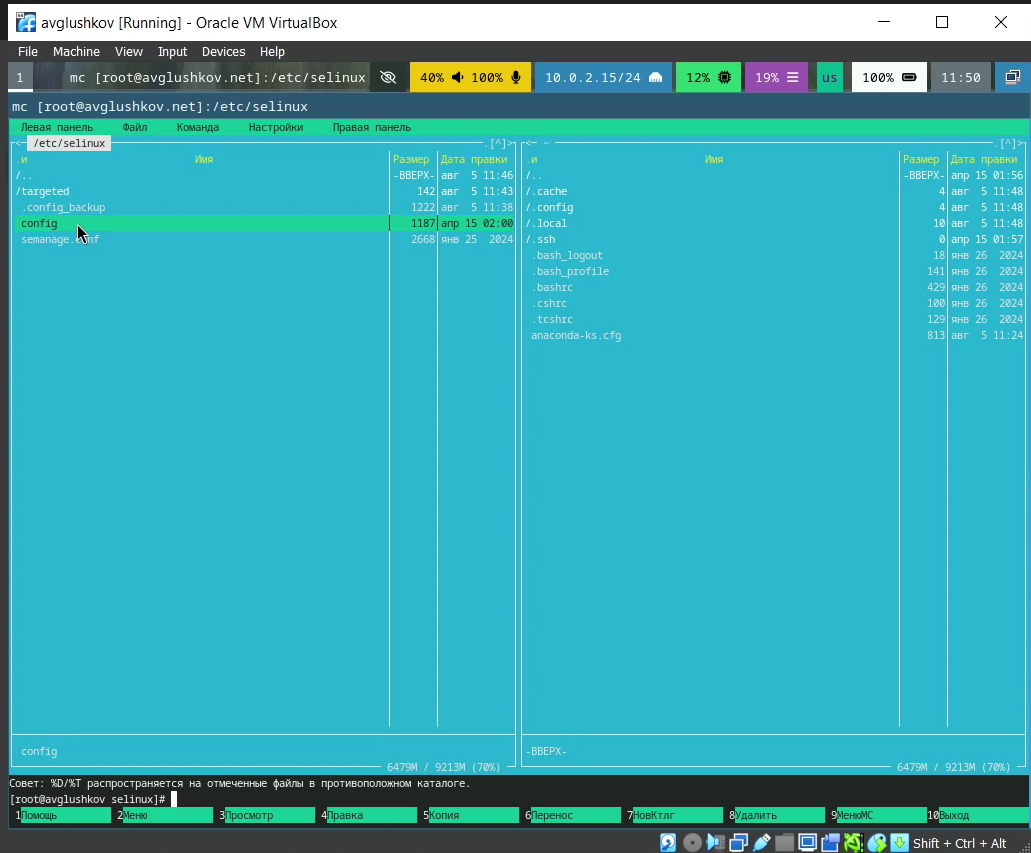 avglushkov [Running] - Oracle VM VirtualBox
File Machine View Input Devices Help
1 mc [root@avglushkov.net]:/etc/selinux 40% 100% 10.0.2.15/24 12% 19% us 100% 11:50
mc [root@avglushkov.net]:/etc/selinux
Левая панель Файл Команда Настройки Правая панель
<─ /etc/selinux .[^]>
.и Имя Размер Дата правки
/.. -ВВЕРХ- авг 5 11:46
/targeted 142 авг 5 11:43
.config_backup 1222 авг 5 11:38
config 1187 апр 15 02:00
semanage.conf 2668 янв 25 2024
config
6479M / 9213M (70%)
<─ ~ .[^]>
.и Имя Размер Дата правки
/.. -ВВЕРХ- апр 15 01:56
/.cache 4 авг 5 11:48
/.config 4 авг 5 11:48
/.local 10 авг 5 11:48
/.ssh 0 апр 15 01:57
.bash_logout 18 янв 26 2024
.bash_profile 141 янв 26 2024
.bashrc 429 янв 26 2024
.cshrc 100 янв 26 2024
.tcshrc 129 янв 26 2024
anaconda-ks.cfg 813 авг 5 11:24
-ВВЕРХ-
6479M / 9213M (70%)
Совет: %D/%T распространяется на отмеченные файлы в противоположном каталоге.
[root@avglushkov selinux]#
1Помощь 2Меню 3Просмотр 4Правка 5Копия 6Перенос 7НовКтлг 8Удалить 9МенюMC 10Выход
Shift + Ctrl + Alt